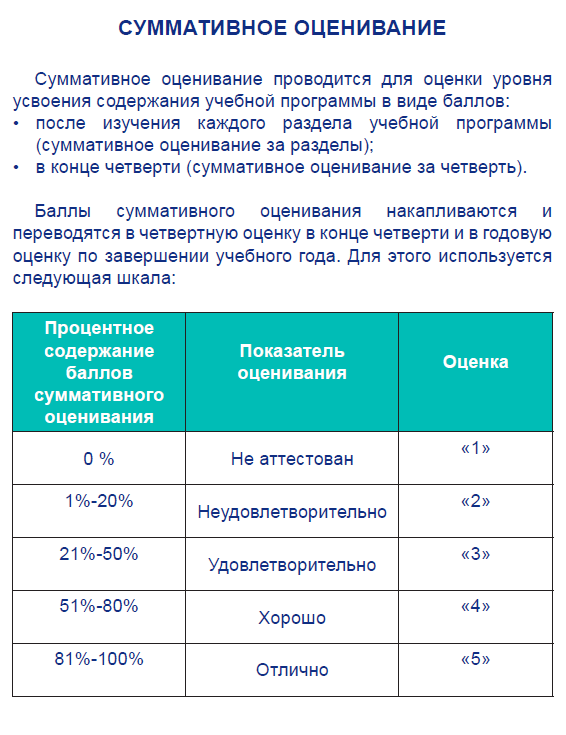 СУММАТИВНОЕ ОЦЕНИВАНИЕ
Суммативное оценивание проводится для оценки уровня
усвоения содержания учебной программы в виде баллов:
• после изучения каждого раздела учебной программы
(суммативное оценивание за разделы);
• в конце четверти (суммативное оценивание за четверть).
Баллы суммативного оценивания накапливаются и
переводятся в четвертную оценку в конце четверти и в годовую
оценку по завершении учебного года. Для этого используется
следующая шкала:
Процентное
содержание
баллов
суммативного
оценивания
Показатель
оценивания
Оценка
0 %
Не аттестован
«1»
1%-20%
Неудовлетворительно
«2»
21%-50%
Удовлетворительно
«3»
51%-80%
Хорошо
«4»
81%-100%
Отлично
«5»